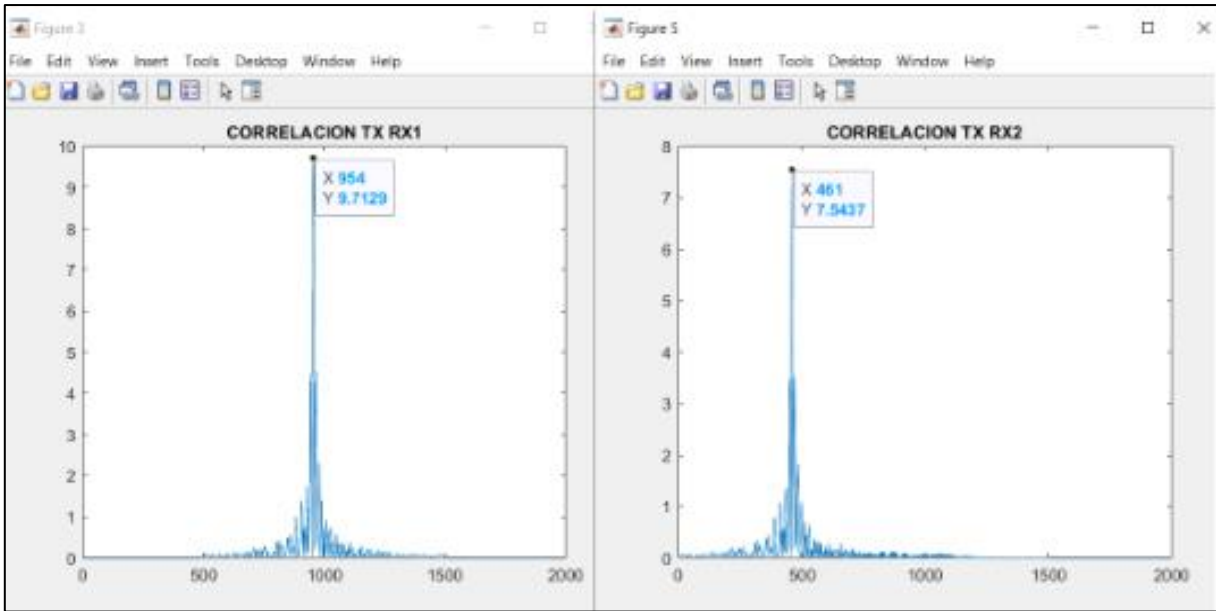 Figure 3
File Edit View Insert Tools Desktop Window Help
CORRELACION TX RX1
10
9
8
7
6
5
4
3
2
1
0
X 954
Y 9.7129
0 500 1000 1500 2000
Figure 5
File Edit View Insert Tools Desktop Window Help
CORRELACION TX RX2
8
7
6
5
4
3
2
1
0
X 461
Y 7.5437
0 500 1000 1500 2000